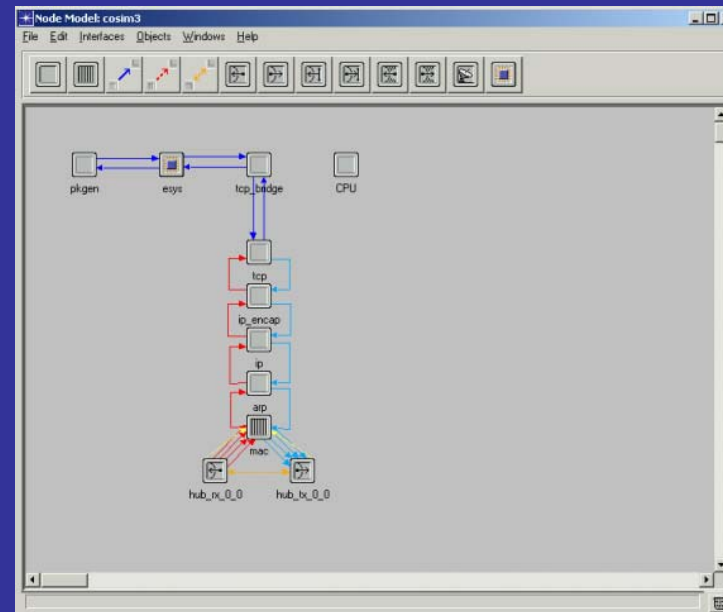 Node Model: cosim3
File Edit Interfaces Objects Windows Help
pkgen esys tcp_bridge CPU
tcp
ip_encap
ip
arp
mac
hub_rx_0_0 hub_tx_0_0